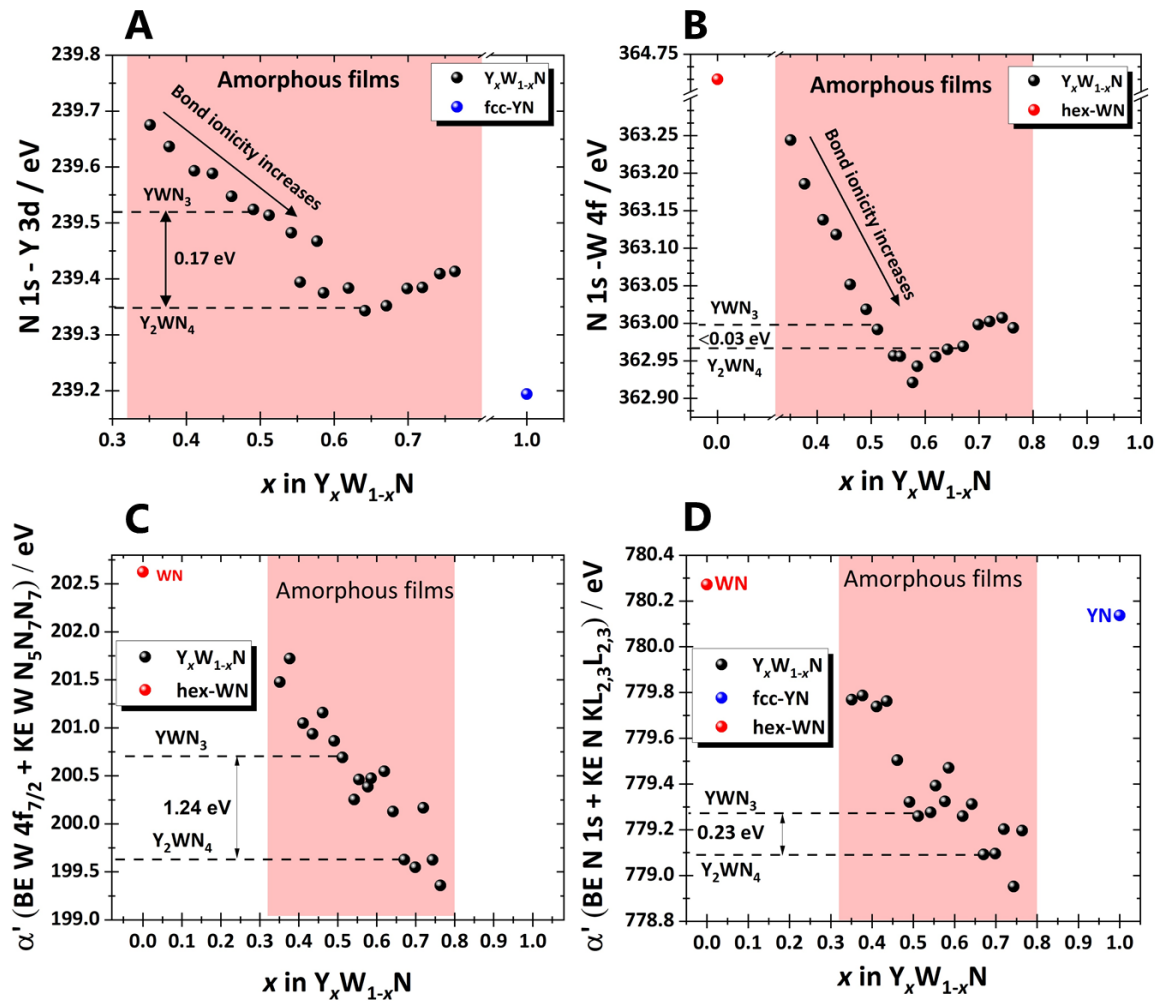 A
N 1s - Y 3d / eV
239.8
239.7
239.6
239.5
239.4
239.3
239.2
Amorphous films
YₓW₁₋ₓN
fcc-YN
Bond ionicity increases
YWN₃
0.17 eV
Y₂WN₄
0.3 0.4 0.5 0.6 0.7 1.0
x in YₓW₁₋ₓN
B
N 1s -W 4f / eV
364.75
363.25
363.20
363.15
363.10
363.05
363.00
362.95
362.90
Amorphous films
YₓW₁₋ₓN
hex-WN
Bond ionicity increases
YWN₃
<0.03 eV
Y₂WN₄
0.0 0.4 0.5 0.6 0.7 0.8 0.9 1.0
x in YₓW₁₋ₓN
C
α' (BE W 4f₇/₂ + KE W N₅N₇N₇) / eV
202.5
202.0
201.5
201.0
200.5
200.0
199.5
199.0
WN
Amorphous films
YₓW₁₋ₓN
hex-WN
YWN₃
1.24 eV
Y₂WN₄
0.0 0.1 0.2 0.3 0.4 0.5 0.6 0.7 0.8 0.9 1.0
x in YₓW₁₋ₓN
D
α' (BE N 1s + KE N KL₂,₃L₂,₃) / eV
780.4
780.2
780.0
779.8
779.6
779.4
779.2
779.0
778.8
WN
Amorphous films
YN
YₓW₁₋ₓN
fcc-YN
hex-WN
YWN₃
0.23 eV
Y₂WN₄
0.0 0.1 0.2 0.3 0.4 0.5 0.6 0.7 0.8 0.9 1.0
x in YₓW₁₋ₓN